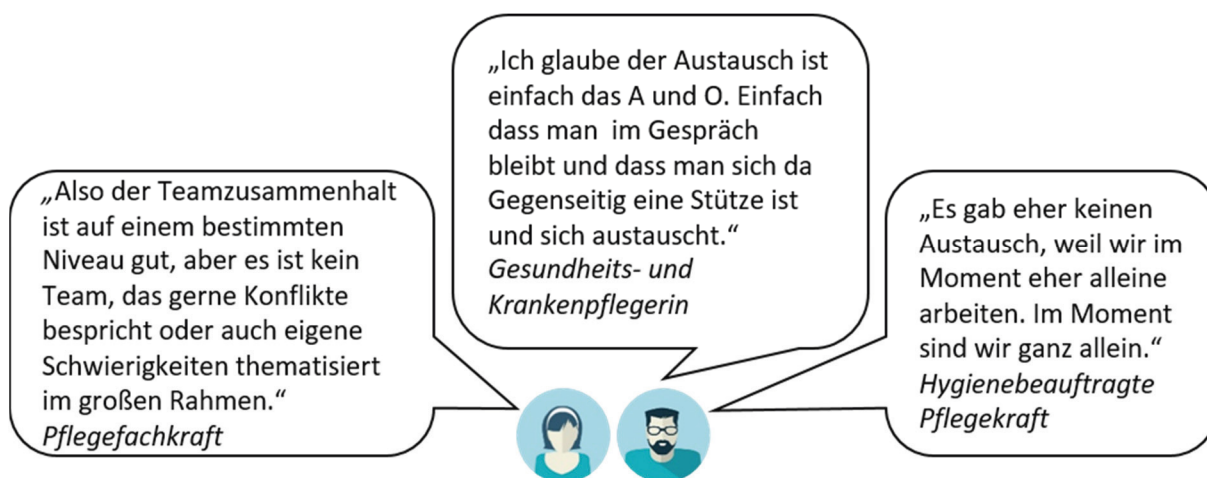 „Also der Teamzusammenhalt
ist auf einem bestimmten
Niveau gut, aber es ist kein
Team, das gerne Konflikte
bespricht oder auch eigene
Schwierigkeiten thematisiert
im großen Rahmen.“
Pflegefachkraft
„Ich glaube der Austausch ist
einfach das A und O. Einfach
dass man  im Gespräch
bleibt und dass man sich da
Gegenseitig eine Stütze ist
und sich austauscht.“
Gesundheits- und
Krankenpflegerin
„Es gab eher keinen
Austausch, weil wir im
Moment eher alleine
arbeiten. Im Moment
sind wir ganz allein.“
Hygienebeauftragte
Pflegekraft